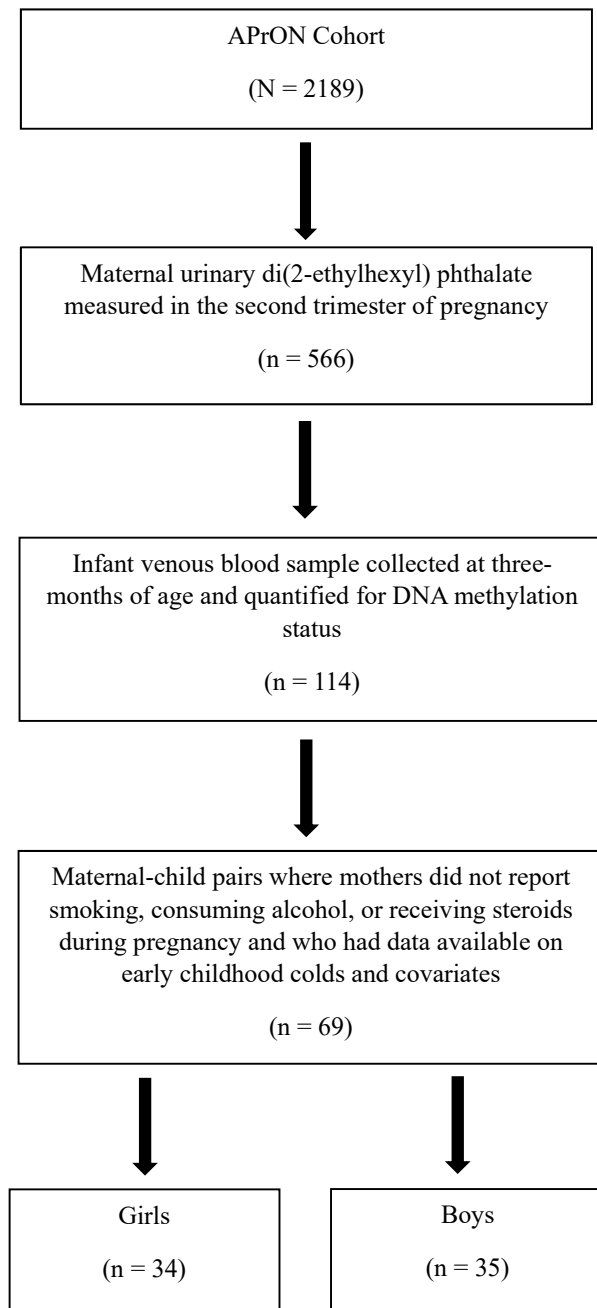 APrON Cohort
(N = 2189)
Maternal urinary di(2-ethylhexyl) phthalate
measured in the second trimester of pregnancy
(n = 566)
Infant venous blood sample collected at three-
months of age and quantified for DNA methylation
status
(n = 114)
Maternal-child pairs where mothers did not report
smoking, consuming alcohol, or receiving steroids
during pregnancy and who had data available on
early childhood colds and covariates
(n = 69)
Girls
(n = 34)
Boys
(n = 35)